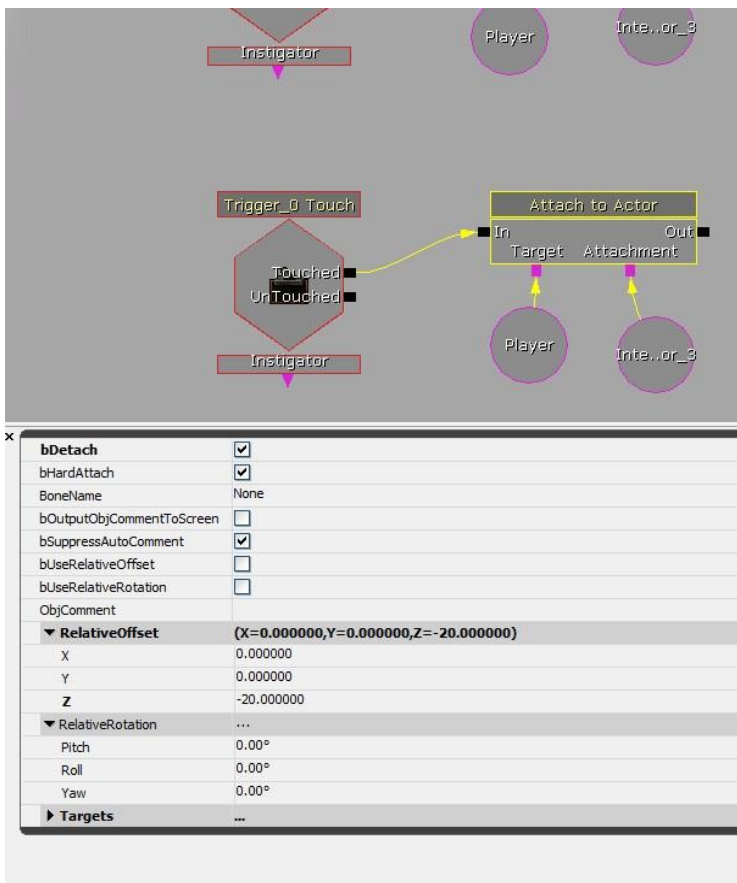 Player
Inte..or_3
Instigator
Trigger_0 Touch
Attach to Actor
In
Out
Target
Attachment
Touched
UnTouched
Player
Inte..or_3
Instigator
×
bDetach
bHardAttach
BoneName None
bOutputObjCommentToScreen
bSuppressAutoComment
bUseRelativeOffset
bUseRelativeRotation
ObjComment
RelativeOffset (X=0.000000,Y=0.000000,Z=-20.000000)
X 0.000000
Y 0.000000
Z -20.000000
RelativeRotation ...
Pitch 0.00°
Roll 0.00°
Yaw 0.00°
Targets ...